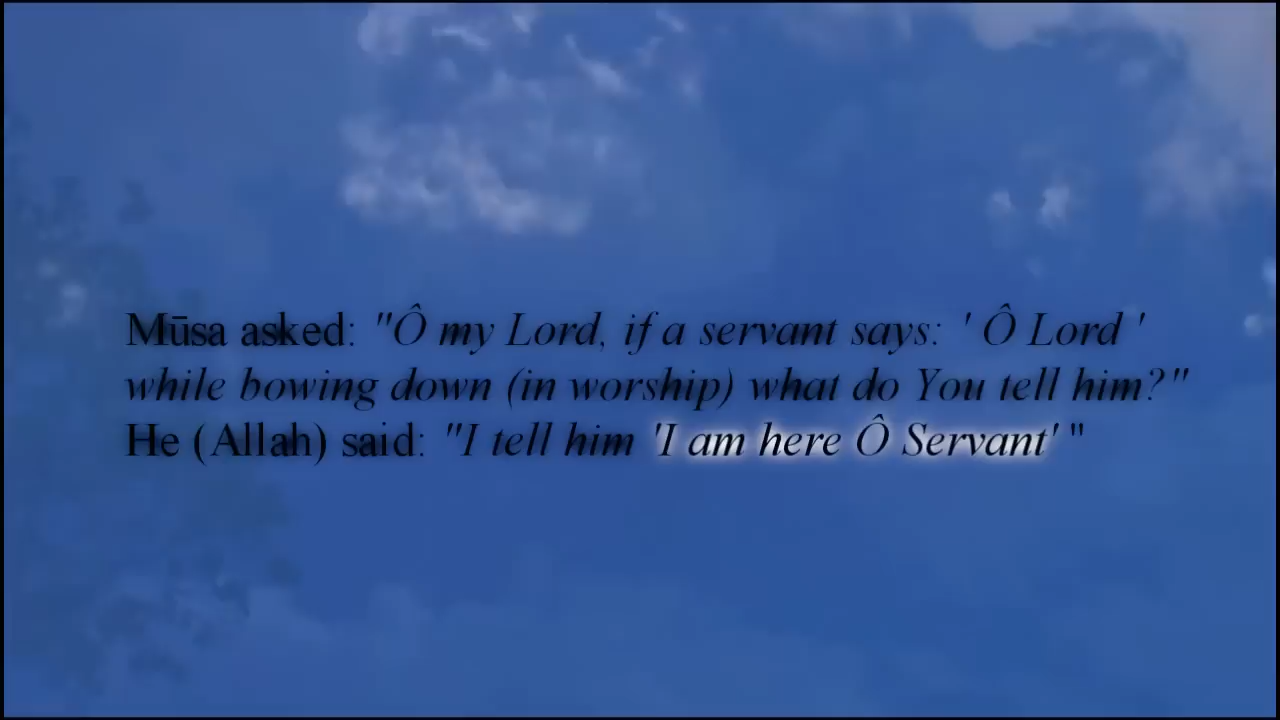 Mūsa asked: "Ô my Lord, if a servant says: ' Ô Lord '
while bowing down (in worship) what do You tell him?"
He (Allah) said: "I tell him 'I am here Ô Servant' "